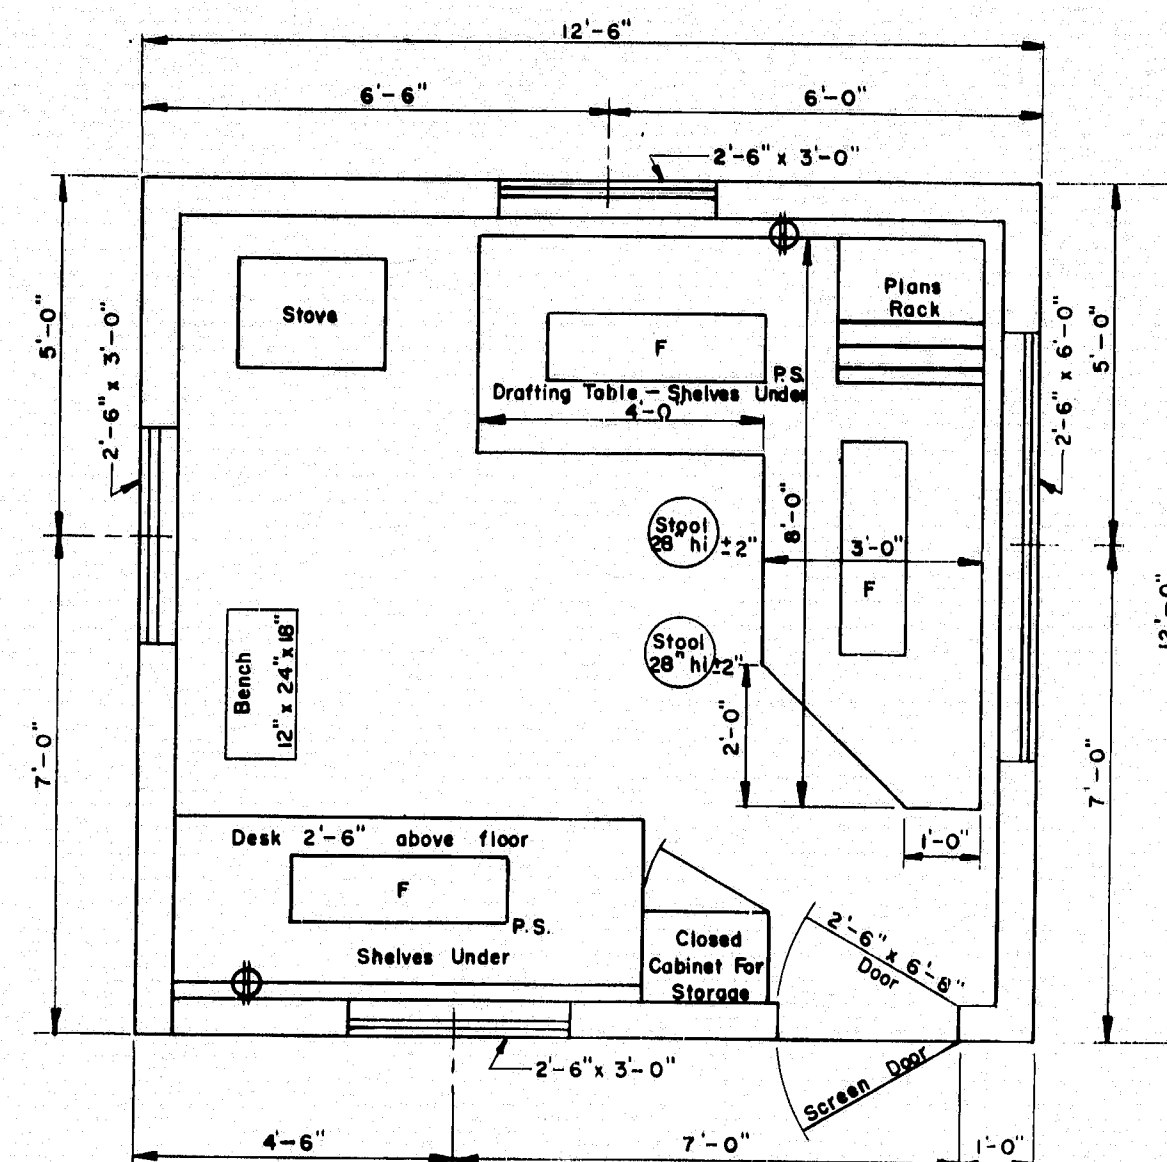 12'-6"
6'-6"
6'-0"
2'-6" x 3'-0"
5'-0"
2'-6" x 3'-0"
Stove
Plans
Rack
F
P.S.
Drafting Table - Shelves Under
4'-0"
2'-6" x 6'-0"
5'-0"
8'-0"
Stool
28" hi ±2"
3'-0"
F
12'-0"
Stool
28" hi ±2"
Bench
12" x 24" x 18"
2'-0"
7'-0"
7'-0"
1'-0"
Desk 2'-6" above floor
F
P.S.
Shelves Under
Closed
Cabinet For
Storage
2'-6" x 6'-8"
Door
Screen Door
2'-6" x 3'-0"
4'-6"
7'-0"
1'-0"